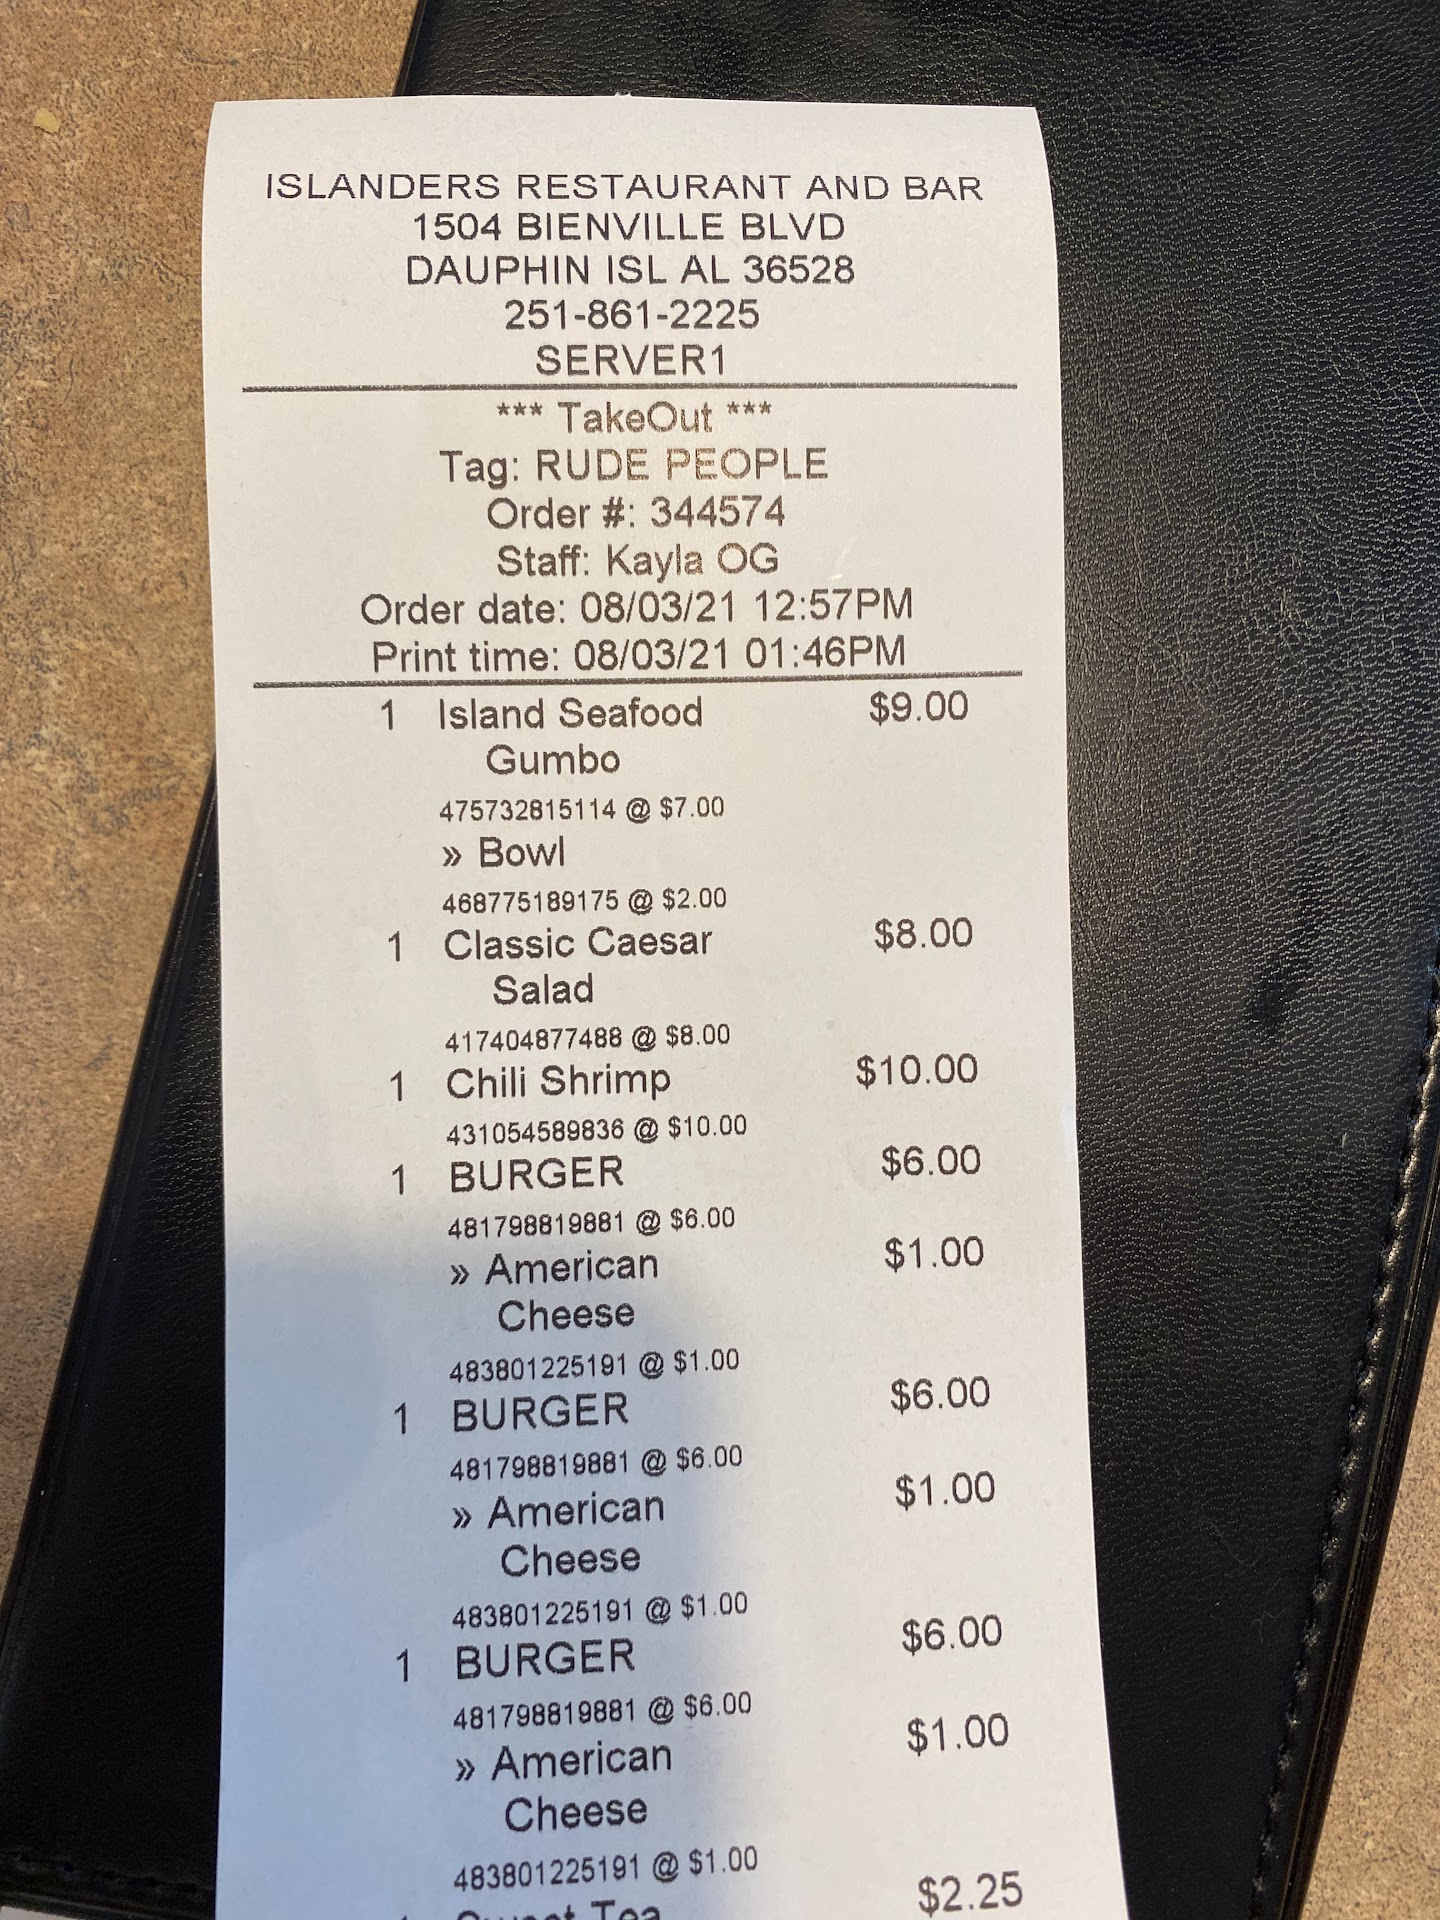 ISLANDERS RESTAURANT AND BAR
1504 BIENVILLE BLVD
DAUPHIN ISL AL 36528
251-861-2225
SERVER1
*** TakeOut ***
Tag: RUDE PEOPLE
Order #: 344574
Staff: Kayla OG
Order date: 08/03/21 12:57PM
Print time: 08/03/21 01:46PM
1 Island Seafood $9.00
Gumbo
475732815114 @ $7.00
» Bowl
468775189175 @ $2.00
1 Classic Caesar $8.00
Salad
417404877488 @ $8.00
1 Chili Shrimp $10.00
431054589836 @ $10.00
1 BURGER $6.00
481798819881 @ $6.00
» American $1.00
Cheese
483801225191 @ $1.00
1 BURGER $6.00
481798819881 @ $6.00
» American $1.00
Cheese
483801225191 @ $1.00
1 BURGER $6.00
481798819881 @ $6.00
» American $1.00
Cheese
483801225191 @ $1.00
1 Sweet Tea $2.25